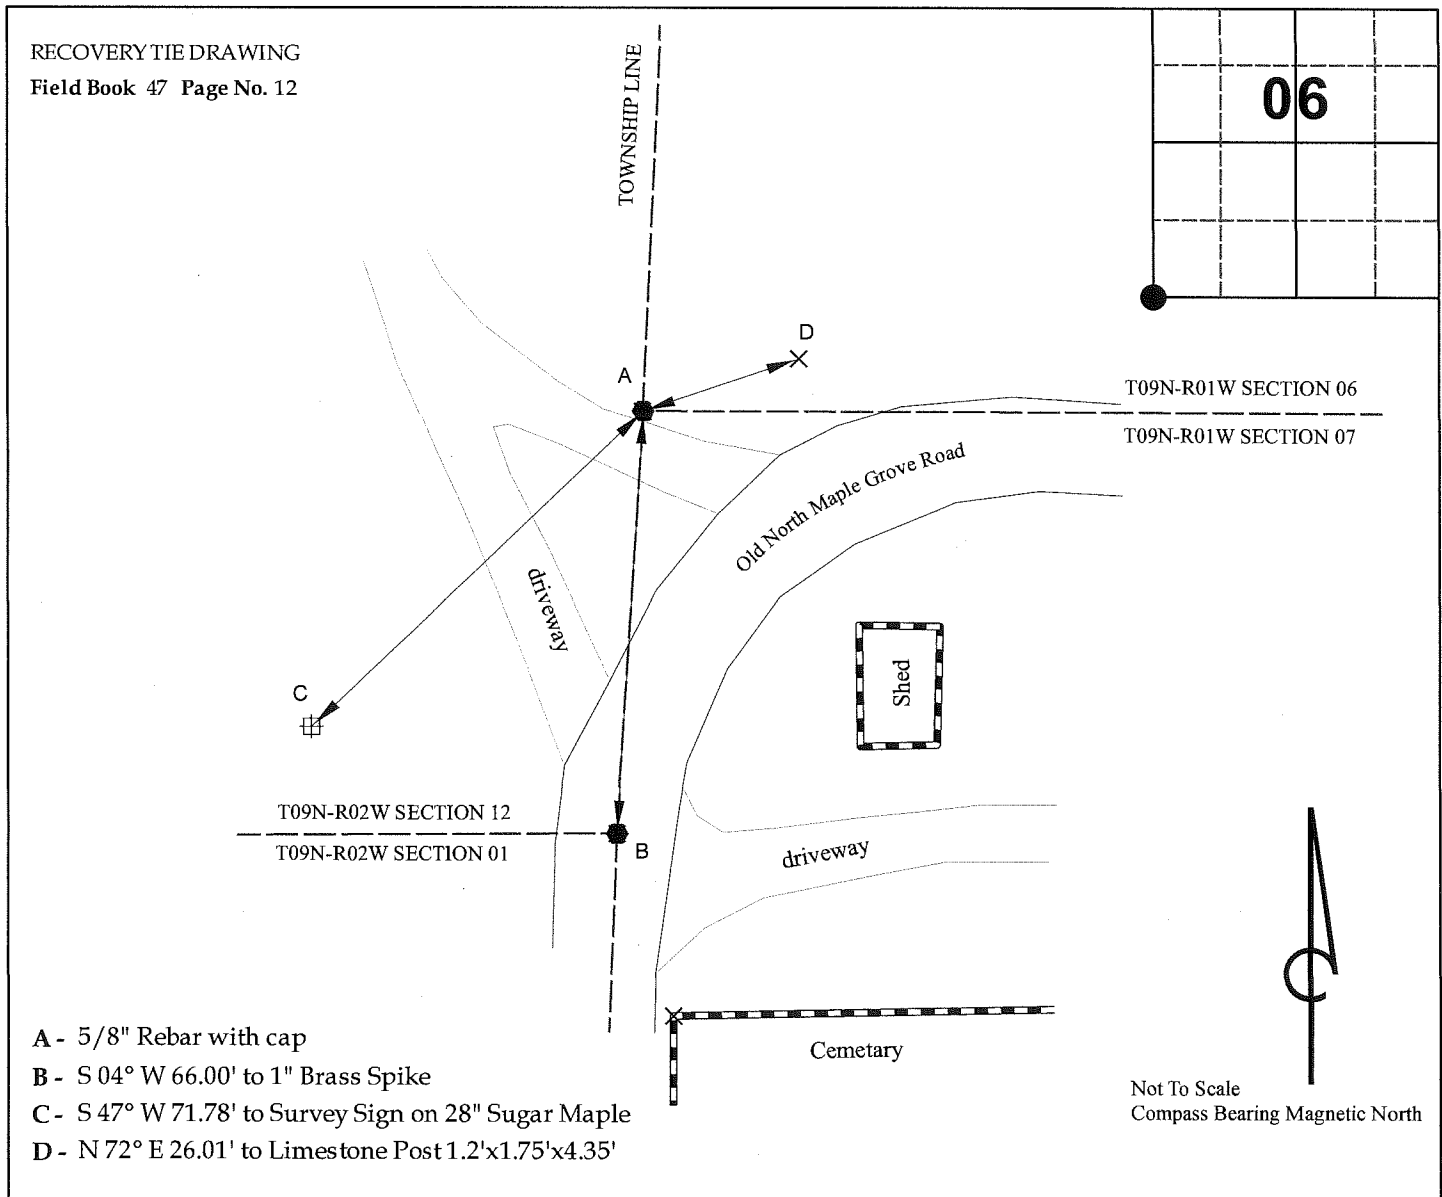 RECOVERY TIE DRAWING
Field Book 47 Page No. 12
TOWNSHIP LINE
06
D
A
T09N-R01W SECTION 06
T09N-R01W SECTION 07
Old North Maple Grove Road
driveway
Shed
C
T09N-R02W SECTION 12
T09N-R02W SECTION 01
B
driveway
Cemetary
A - 5/8" Rebar with cap
B - S 04° W 66.00' to 1" Brass Spike
C - S 47° W 71.78' to Survey Sign on 28" Sugar Maple
D - N 72° E 26.01' to Limestone Post 1.2'x1.75'x4.35'
Not To Scale
Compass Bearing Magnetic North